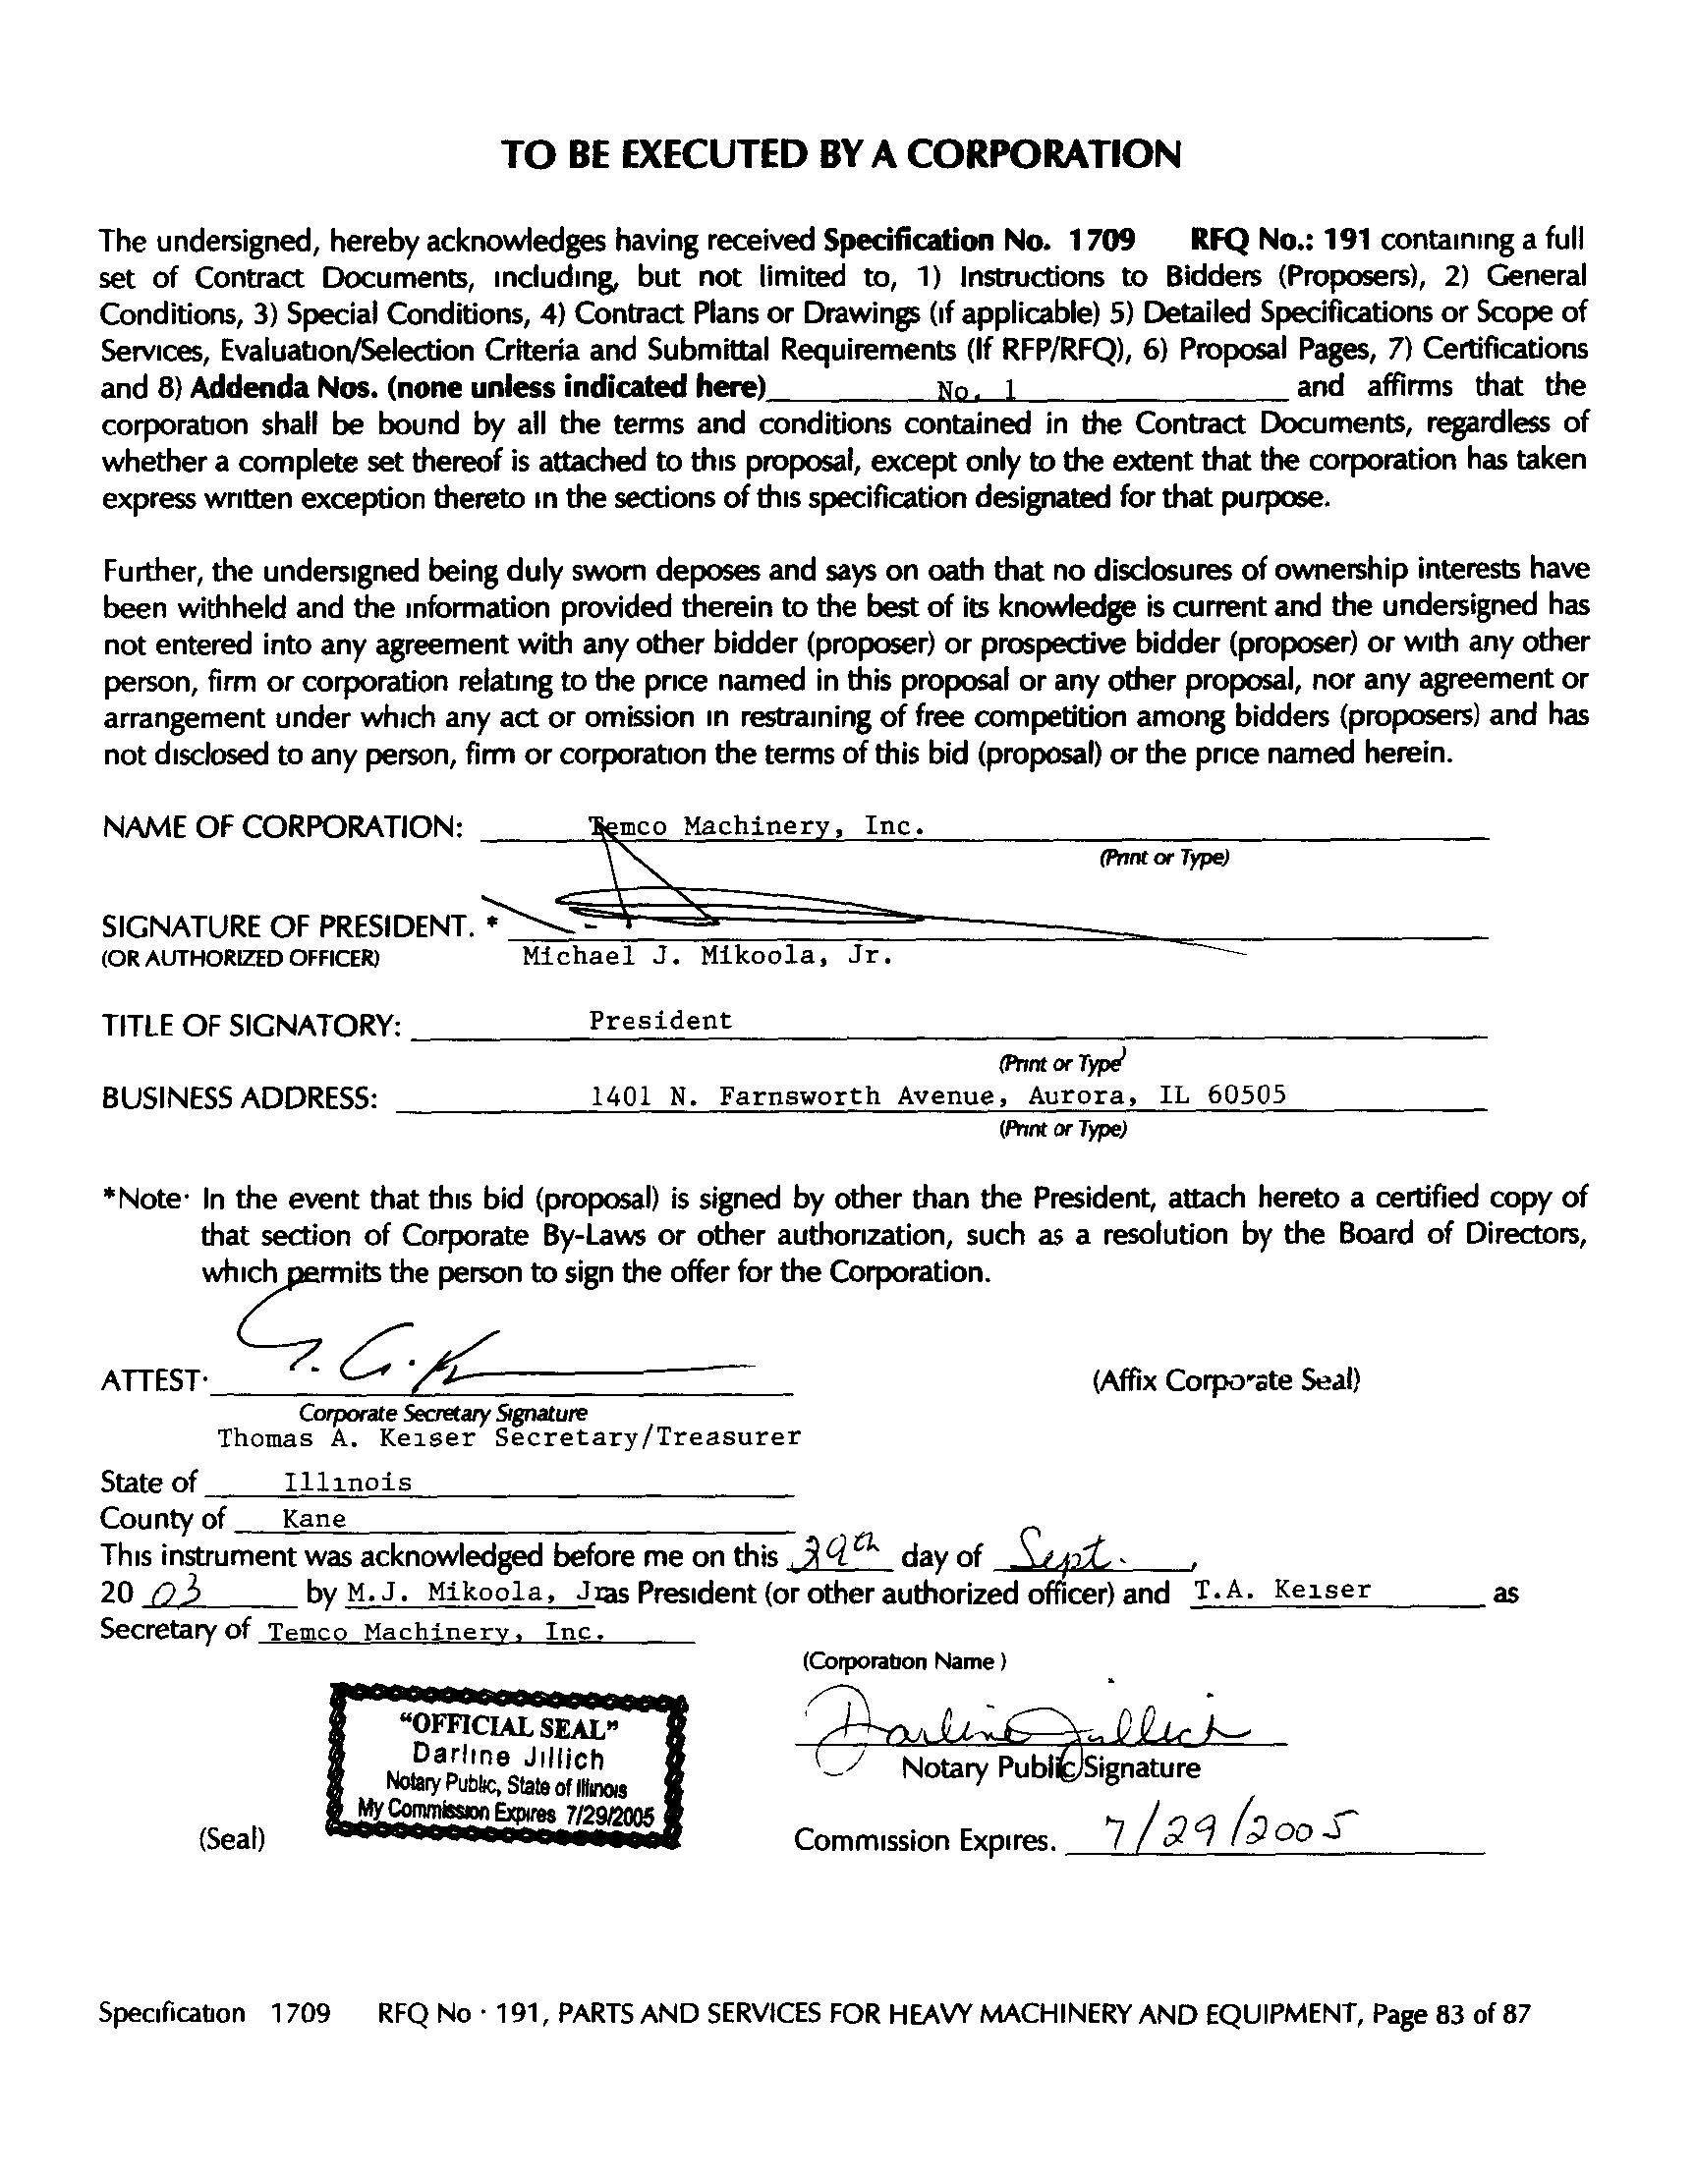 TO BE EXECUTED BY A CORPORATION
The undersigned, hereby acknowledges having received Specification No. 1709 RFQ No.: 191 containing a full
set of Contract Documents, including, but not limited to, 1) Instructions to Bidders (Proposers), 2) General
Conditions, 3) Special Conditions, 4) Contract Plans or Drawings (if applicable) 5) Detailed Specifications or Scope of
Services, Evaluation/Selection Criteria and Submittal Requirements (If RFP/RFQ), 6) Proposal Pages, 7) Certifications
and 8) Addenda Nos. (none unless indicated here) No. 1 and affirms that the
corporation shall be bound by all the terms and conditions contained in the Contract Documents, regardless of
whether a complete set thereof is attached to this proposal, except only to the extent that the corporation has taken
express written exception thereto in the sections of this specification designated for that purpose.
Further, the undersigned being duly sworn deposes and says on oath that no disclosures of ownership interests have
been withheld and the information provided therein to the best of its knowledge is current and the undersigned has
not entered into any agreement with any other bidder (proposer) or prospective bidder (proposer) or with any other
person, firm or corporation relating to the price named in this proposal or any other proposal, nor any agreement or
arrangement under which any act or omission in restraining of free competition among bidders (proposers) and has
not disclosed to any person, firm or corporation the terms of this bid (proposal) or the price named herein.
NAME OF CORPORATION: Temco Machinery, Inc.
(Print or Type)
SIGNATURE OF PRESIDENT. *
(OR AUTHORIZED OFFICER) Michael J. Mikoola, Jr.
TITLE OF SIGNATORY: President
(Print or Type)
BUSINESS ADDRESS: 1401 N. Farnsworth Avenue, Aurora, IL 60505
(Print or Type)
*Note· In the event that this bid (proposal) is signed by other than the President, attach hereto a certified copy of
that section of Corporate By-Laws or other authorization, such as a resolution by the Board of Directors,
which permits the person to sign the offer for the Corporation.
ATTEST· (Affix Corporate Seal)
Corporate Secretary Signature
Thomas A. Keiser Secretary/Treasurer
State of Illinois
County of Kane
This instrument was acknowledged before me on this 29th day of Sept.,
20 03 by M.J. Mikoola, Jr as President (or other authorized officer) and T.A. Keiser as
Secretary of Temco Machinery, Inc.
(Corporation Name )
"OFFICIAL SEAL"
Darline Jillich
Notary Public, State of Illinois
My Commission Expires 7/29/2005
(Seal)
Darline Jillich
Notary Public Signature
Commission Expires. 7/29/2005
Specification 1709 RFQ No · 191, PARTS AND SERVICES FOR HEAVY MACHINERY AND EQUIPMENT, Page 83 of 87